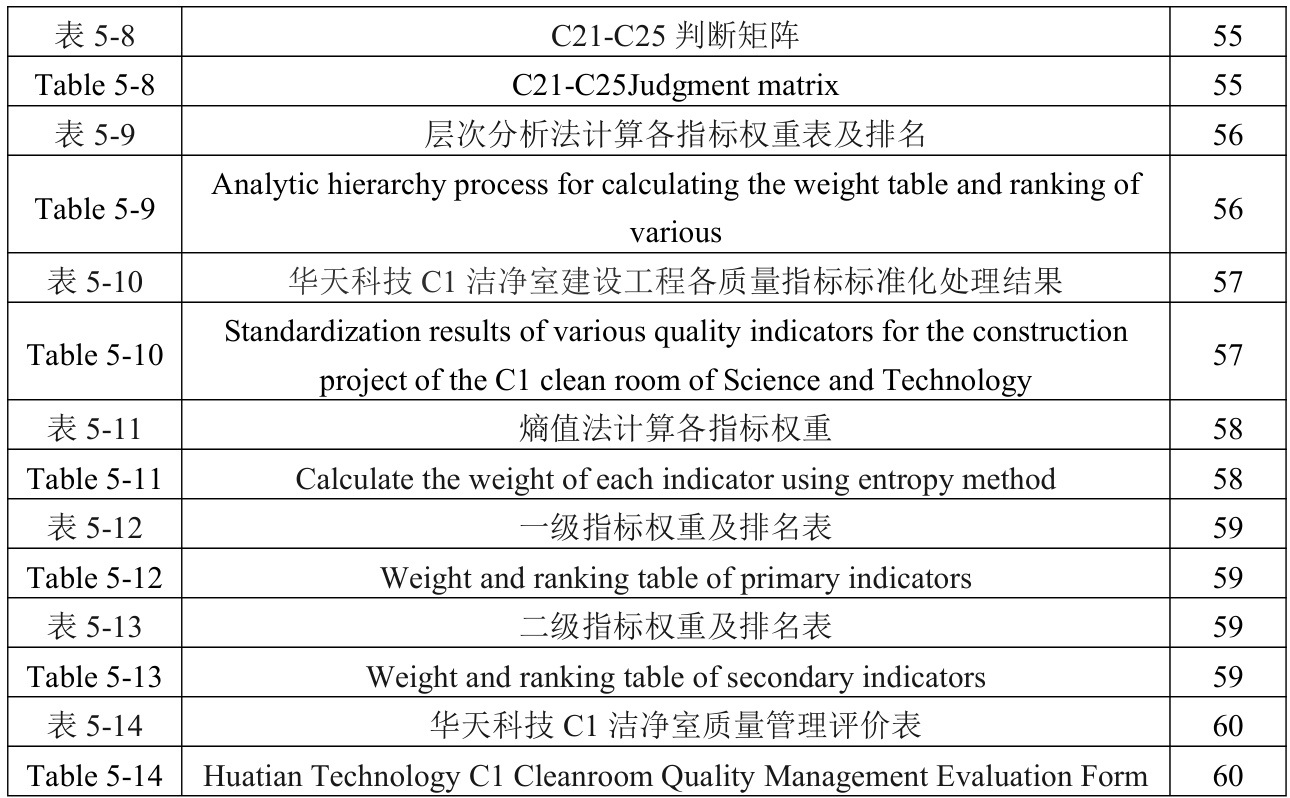 表 5-8 C21-C25 判断矩阵 55
Table 5-8 C21-C25Judgment matrix 55
表 5-9 层次分析法计算各指标权重表及排名 56
Table 5-9 Analytic hierarchy process for calculating the weight table and ranking of
various 56
表 5-10 华天科技 C1 洁净室建设工程各质量指标标准化处理结果 57
Table 5-10 Standardization results of various quality indicators for the construction
project of the C1 clean room of Science and Technology 57
表 5-11 熵值法计算各指标权重 58
Table 5-11 Calculate the weight of each indicator using entropy method 58
表 5-12 一级指标权重及排名表 59
Table 5-12 Weight and ranking table of primary indicators 59
表 5-13 二级指标权重及排名表 59
Table 5-13 Weight and ranking table of secondary indicators 59
表 5-14 华天科技 C1 洁净室质量管理评价表 60
Table 5-14 Huatian Technology C1 Cleanroom Quality Management Evaluation Form 60